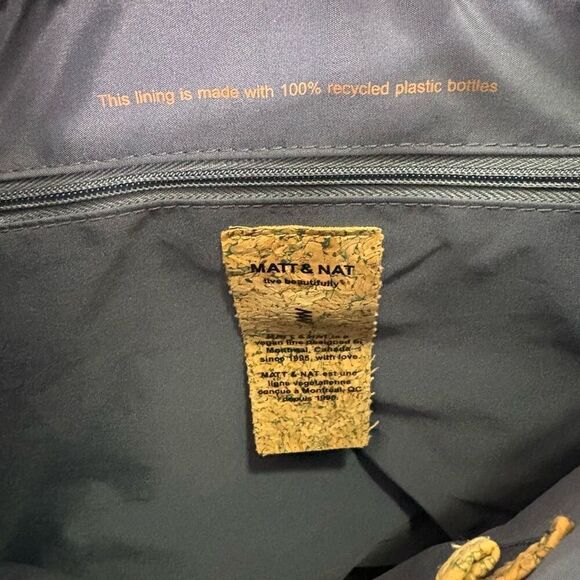 This lining is made with 100% recycled plastic bottles
MATT & NAT
live beautifully
MATT & NAT is a
vegan line designed in
Montreal, Canada
since 1995, with love.
MATT & NAT est une
ligne végétalienne
conçue à Montréal, QC
depuis 1995.